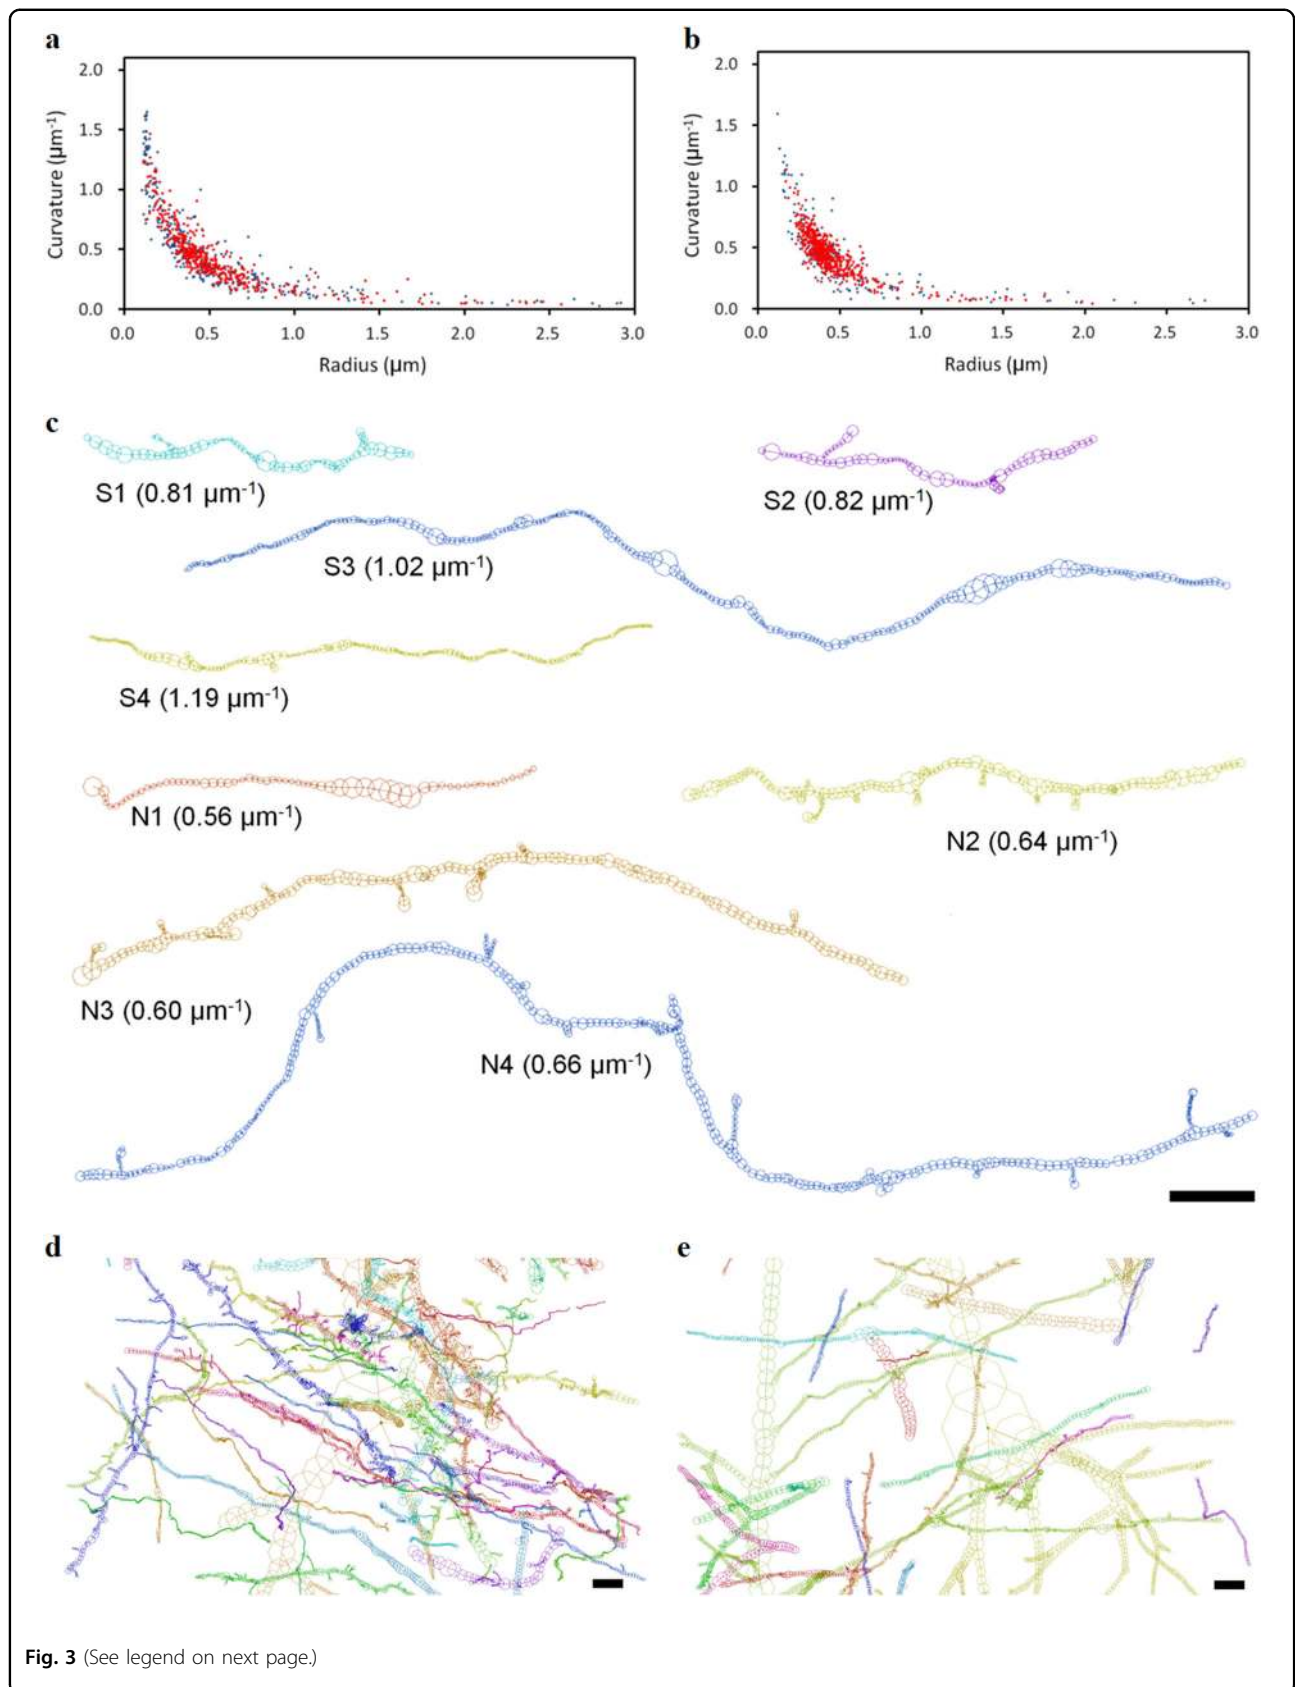 a
b
2.0
1.5
1.0
0.5
0.0
Curvature (μm⁻¹)
0.0 0.5 1.0 1.5 2.0 2.5 3.0
Radius (μm)
2.0
1.5
1.0
0.5
0.0
Curvature (μm⁻¹)
0.0 0.5 1.0 1.5 2.0 2.5 3.0
Radius (μm)
c
S1 (0.81 μm⁻¹)
S2 (0.82 μm⁻¹)
S3 (1.02 μm⁻¹)
S4 (1.19 μm⁻¹)
N1 (0.56 μm⁻¹)
N2 (0.64 μm⁻¹)
N3 (0.60 μm⁻¹)
N4 (0.66 μm⁻¹)
d
e
Fig. 3 (See legend on next page.)